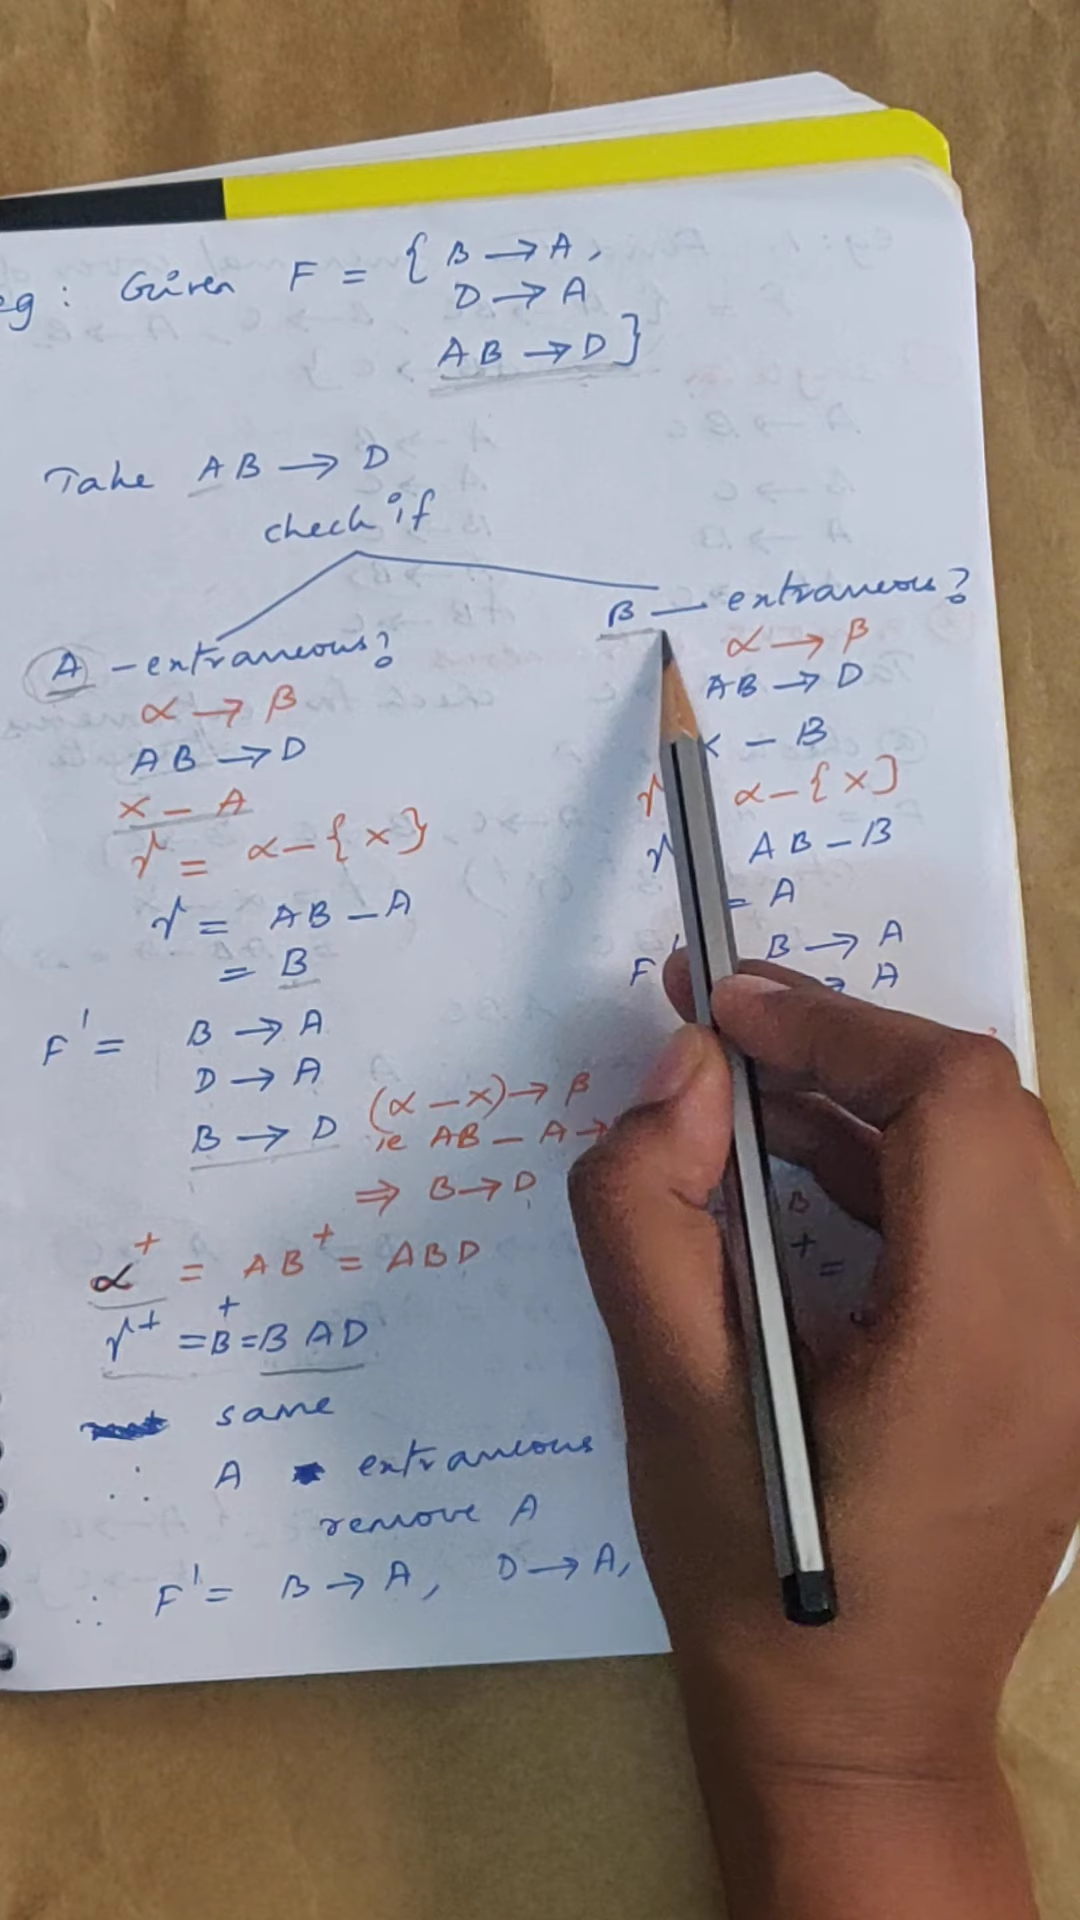 eg: Given F = { B → A,
D → A
AB → D }
Take AB → D
check if
A - extraneous?
α → β
AB → D
x - A
γ = α - {x}
γ = AB - A
= B
F' = B → A
D → A
B → D (α - x) → β
ie AB - A →
⇒ B → D
α+ = AB+ = ABD
γ+ = B+ = BAD
same
∴ A extraneous
remove A
∴ F' = B → A, D → A,
B - extraneous?
α → β
AB → D
x - B
γ α - {x}
γ AB - B
= A
F' B → A
→ A
B
+ =